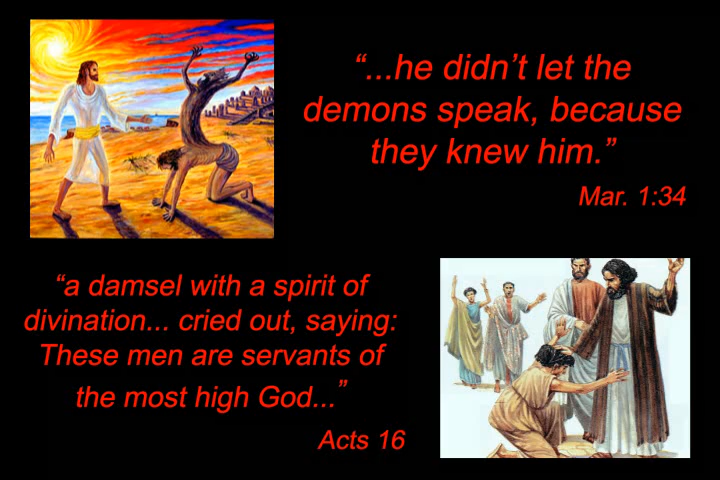 “...he didn’t let the
demons speak, because
they knew him.”
Mar. 1:34
“a damsel with a spirit of
divination... cried out, saying:
These men are servants of
the most high God...”
Acts 16